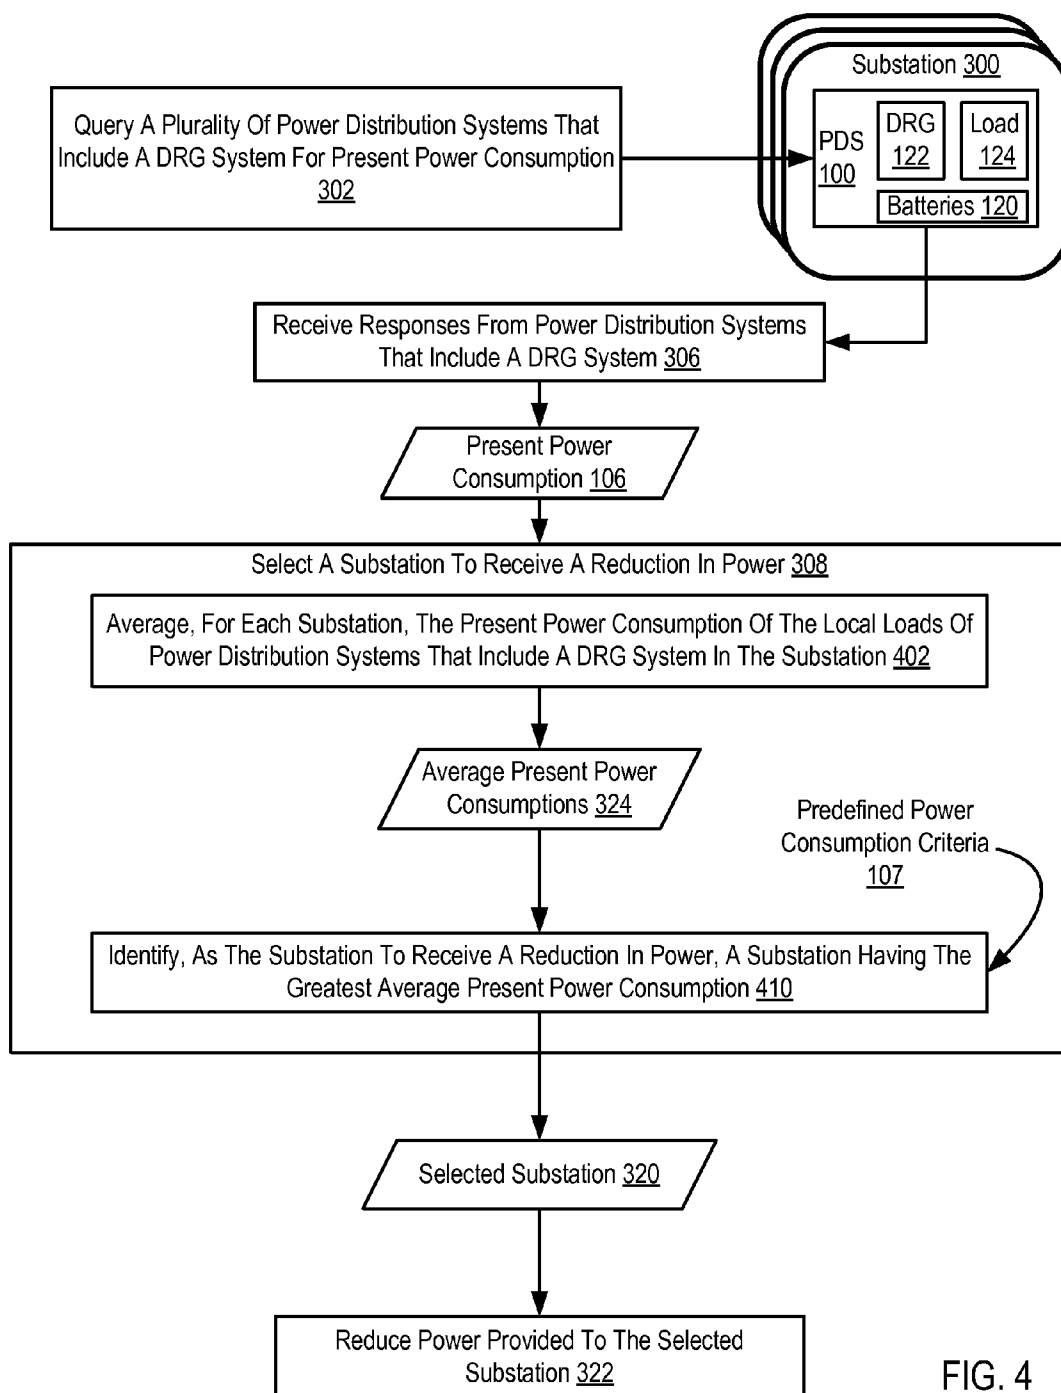 Substation 300
Query A Plurality Of Power Distribution Systems That
Include A DRG System For Present Power Consumption
302
PDS
100
DRG
122
Load
124
Batteries 120
Receive Responses From Power Distribution Systems
That Include A DRG System 306
Present Power
Consumption 106
Select A Substation To Receive A Reduction In Power 308
Average, For Each Substation, The Present Power Consumption Of The Local Loads Of
Power Distribution Systems That Include A DRG System In The Substation 402
Average Present Power
Consumptions 324
Predefined Power
Consumption Criteria
107
Identify, As The Substation To Receive A Reduction In Power, A Substation Having The
Greatest Average Present Power Consumption 410
Selected Substation 320
Reduce Power Provided To The Selected
Substation 322
FIG. 4